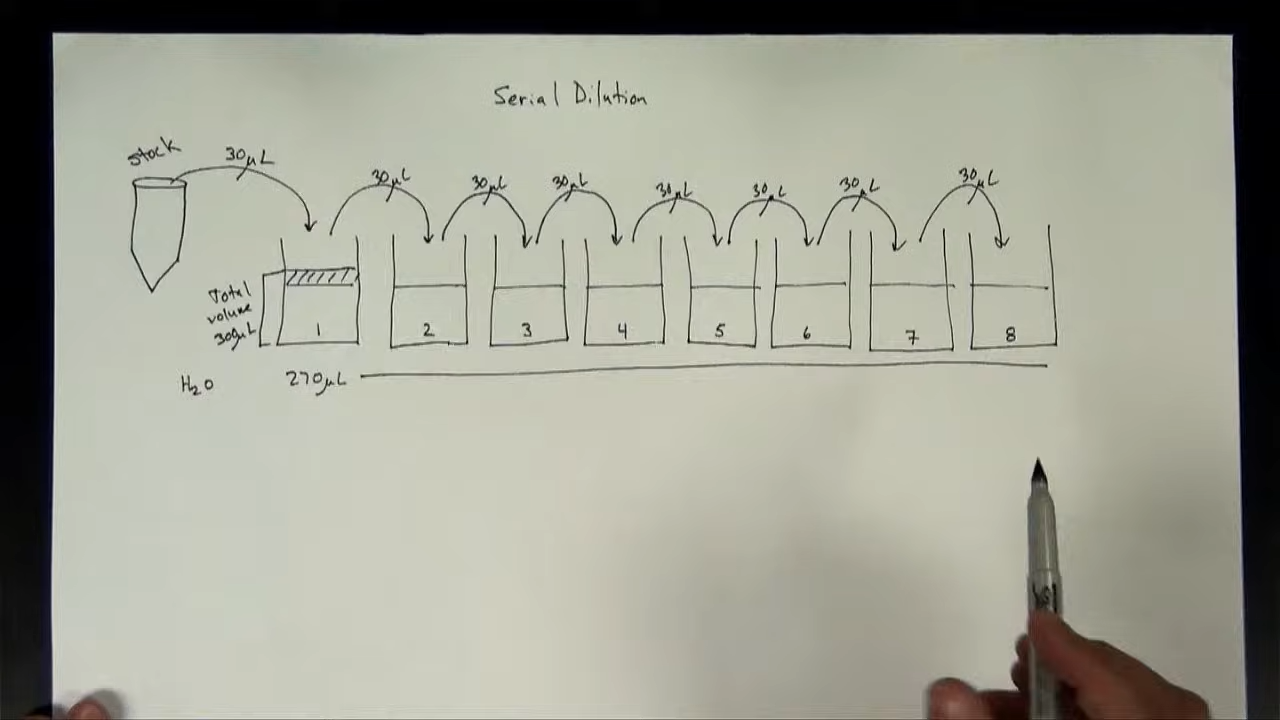 Serial Dilution
stock
30µL
30µL 30µL 30µL 30µL 30µL 30µL 30µL
Total
volume
300µL
1 2 3 4 5 6 7 8
H₂O 270µL